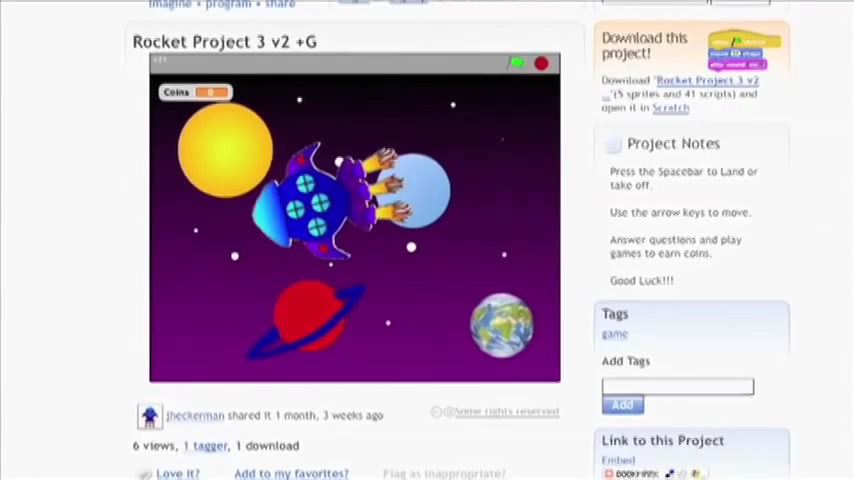 imagine • program • share
Rocket Project 3 v2 +G
Coins 0
Jheckerman shared it 1 month, 3 weeks ago
Some rights reserved
6 views, 1 tagger, 1 download
Love it?
Add to my favorites?
Flag as inappropriate?
Download this
project!
Download "Rocket Project 3 v2
"(5 sprites and 41 scripts) and
open it in Scratch
Project Notes
Press the Spacebar to Land or
take off.
Use the arrow keys to move.
Answer questions and play
games to earn coins.
Good Luck!!!
Tags
game
Add Tags
Add
Link to this Project
Embed
BOOKMARK